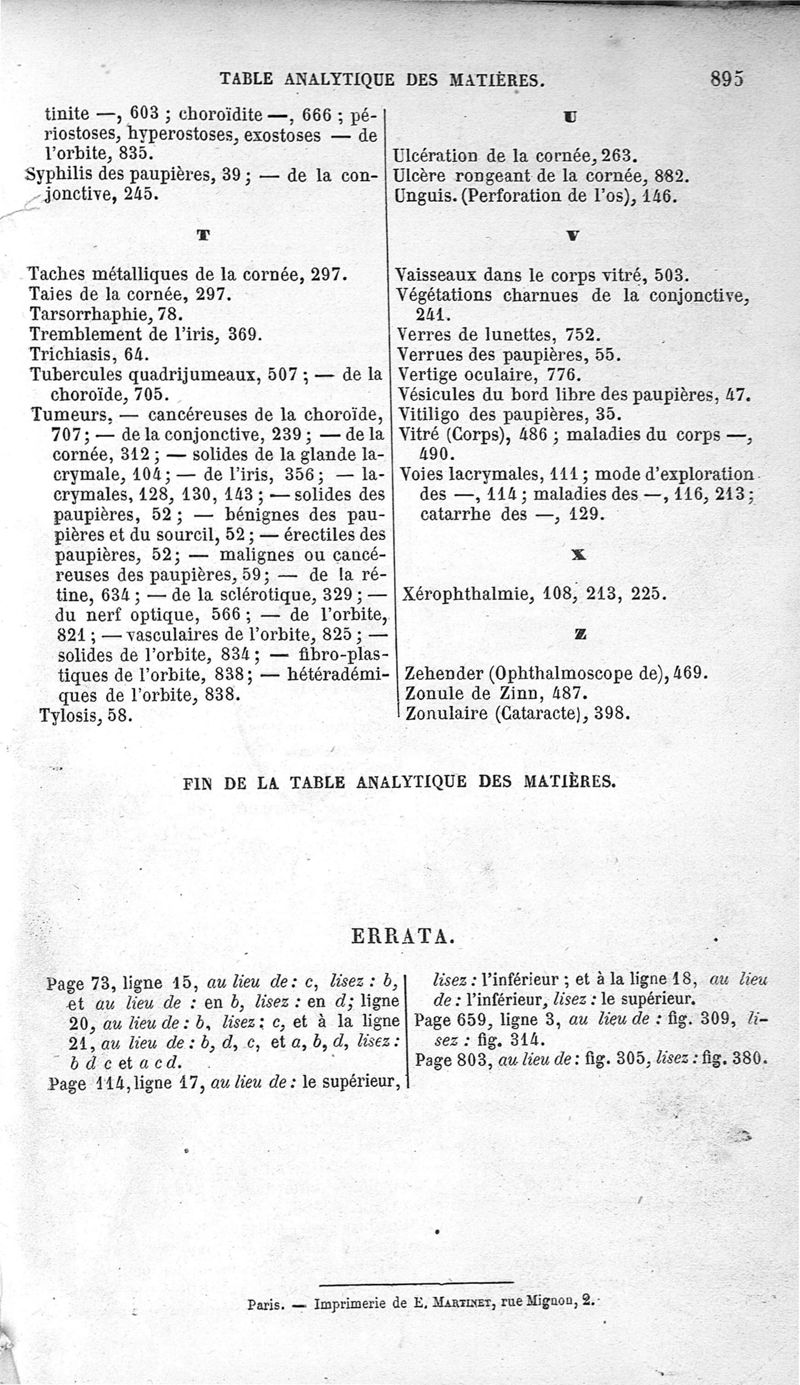 TABLE ANALYTIQUE DES MATIÈRES. 895
tinite —, 603 ; choroïdite —, 666 ; pé-
riostoses, hyperostoses, exostoses — de
l'orbite, 835.
Syphilis des paupières, 39 ; — de la con-
jonctive, 245.
T
Taches métalliques de la cornée, 297.
Taies de la cornée, 297.
Tarsorrhaphie, 78.
Tremblement de l'iris, 369.
Trichiasis, 64.
Tubercules quadrijumeaux, 507 ; — de la
choroïde, 705.
Tumeurs, — cancéreuses de la choroïde,
707 ; — de la conjonctive, 239 ; — de la
cornée, 312 ; — solides de la glande la-
crymale, 104 ; — de l'iris, 356 ; — la-
crymales, 128, 130, 143 ; — solides des
paupières, 52 ; — bénignes des pau-
pières et du sourcil, 52 ; — érectiles des
paupières, 52 ; — malignes ou cancé-
reuses des paupières, 59 ; — de la ré-
tine, 634 ; — de la sclérotique, 329 ; —
du nerf optique, 566 ; — de l'orbite,
821 ; — vasculaires de l'orbite, 825 ; —
solides de l'orbite, 834 ; — fibro-plas-
tiques de l'orbite, 838 ; — hétéradémi-
ques de l'orbite, 838.
Tylosis, 58.
U
Ulcération de la cornée, 263.
Ulcère rongeant de la cornée, 882.
Unguis. (Perforation de l'os), 146.
V
Vaisseaux dans le corps vitré, 503.
Végétations charnues de la conjonctive,
241.
Verres de lunettes, 752.
Verrues des paupières, 55.
Vertige oculaire, 776.
Vésicules du bord libre des paupières, 47.
Vitiligo des paupières, 35.
Vitré (Corps), 486 ; maladies du corps —,
490.
Voies lacrymales, 111 ; mode d'exploration
des —, 114 ; maladies des —, 116, 213 ;
catarrhe des —, 129.
X
Xérophthalmie, 108, 213, 225.
Z
Zehender (Ophthalmoscope de), 469.
Zonule de Zinn, 487.
Zonulaire (Cataracte), 398.
FIN DE LA TABLE ANALYTIQUE DES MATIÈRES.
ERRATA.
Page 73, ligne 15, au lieu de : c, lisez : b,
et au lieu de : en b, lisez : en d; ligne
20, au lieu de : b, lisez : c, et à la ligne
21, au lieu de : b, d, c, et a, b, d, lisez :
b d c et a c d.
Page 114, ligne 17, au lieu de : le supérieur,
lisez : l'inférieur ; et à la ligne 18, au lieu
de : l'inférieur, lisez : le supérieur.
Page 659, ligne 3, au lieu de : fig. 309, li-
sez : fig. 314.
Page 803, au lieu de : fig. 305, lisez : fig. 380.
Paris. — Imprimerie de E. MARTINET, rue Mignon, 2.